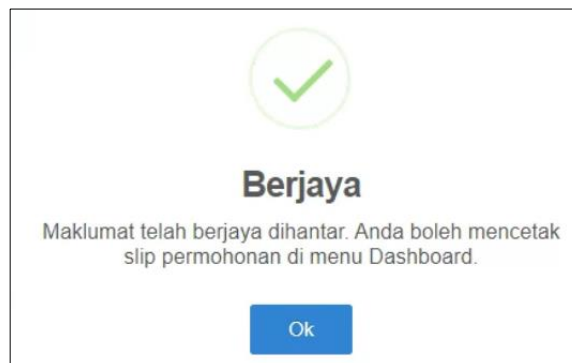 Berjaya
Maklumat telah berjaya dihantar. Anda boleh mencetak
slip permohonan di menu Dashboard.
Ok